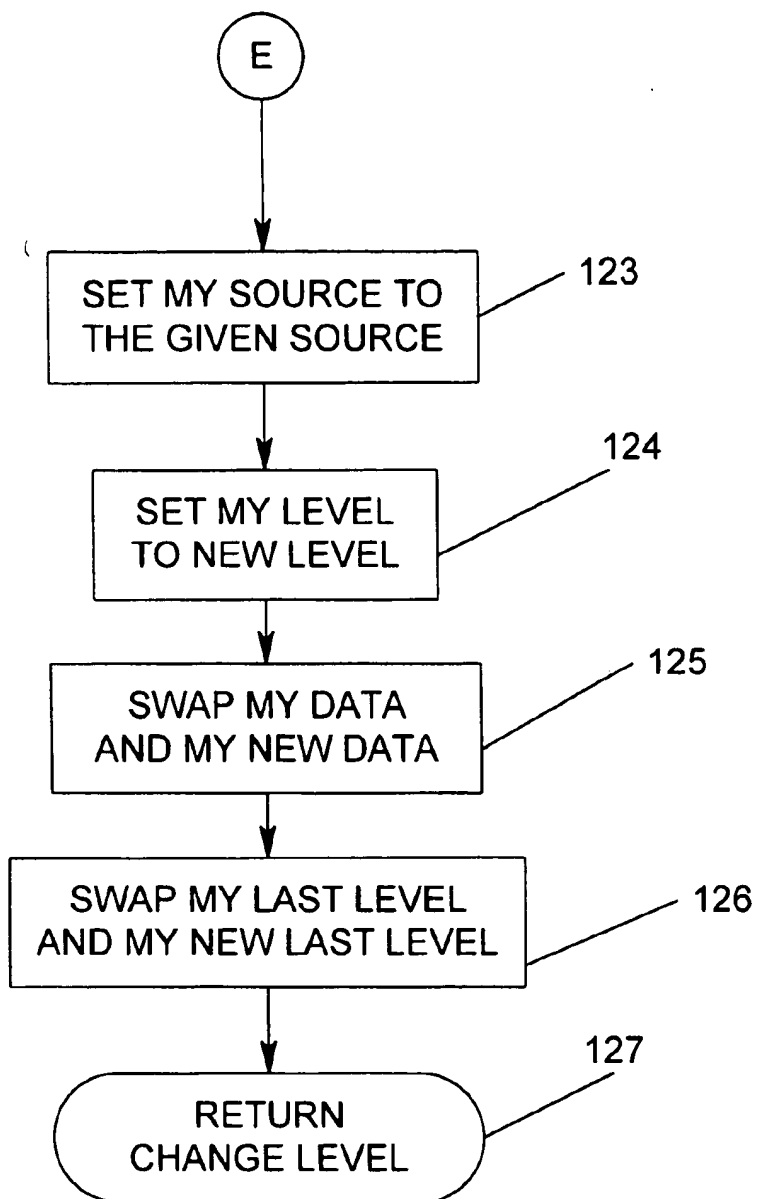 E
SET MY SOURCE TO
THE GIVEN SOURCE
123
SET MY LEVEL
TO NEW LEVEL
124
SWAP MY DATA
AND MY NEW DATA
125
SWAP MY LAST LEVEL
AND MY NEW LAST LEVEL
126
RETURN
CHANGE LEVEL
127